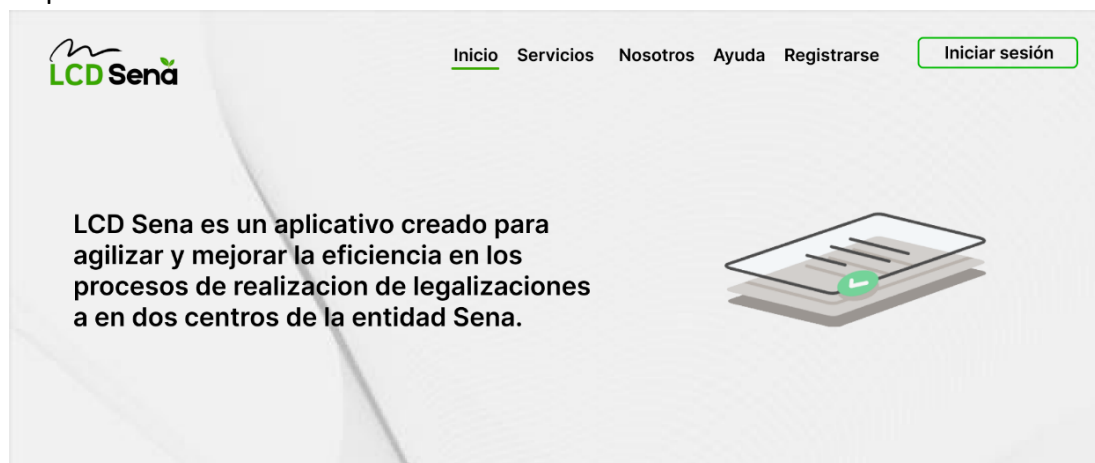 LCD Sena
Inicio Servicios Nosotros Ayuda Registrarse Iniciar sesión
LCD Sena es un aplicativo creado para
agilizar y mejorar la eficiencia en los
procesos de realizacion de legalizaciones
a en dos centros de la entidad Sena.